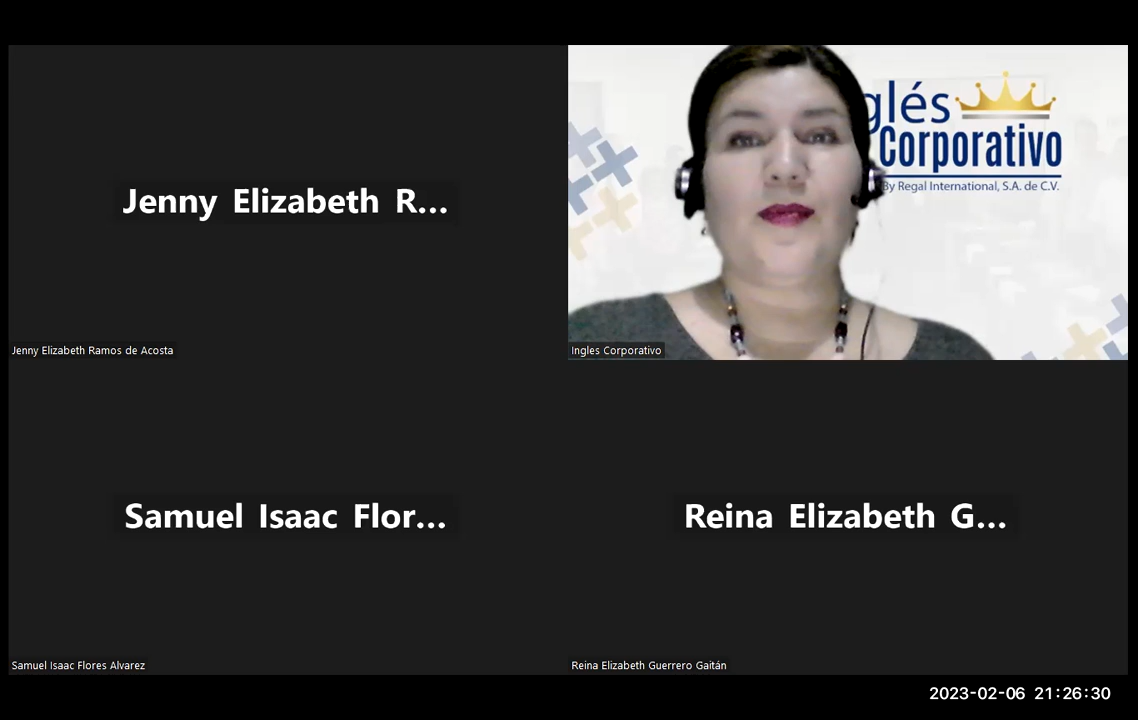 Jenny Elizabeth R...
Jenny Elizabeth Ramos de Acosta
glés
Corporativo
By Regal International, S.A. de C.V.
Ingles Corporativo
Samuel Isaac Flor...
Samuel Isaac Flores Alvarez
Reina Elizabeth G...
Reina Elizabeth Guerrero Gaitán
2023-02-06 21:26:30